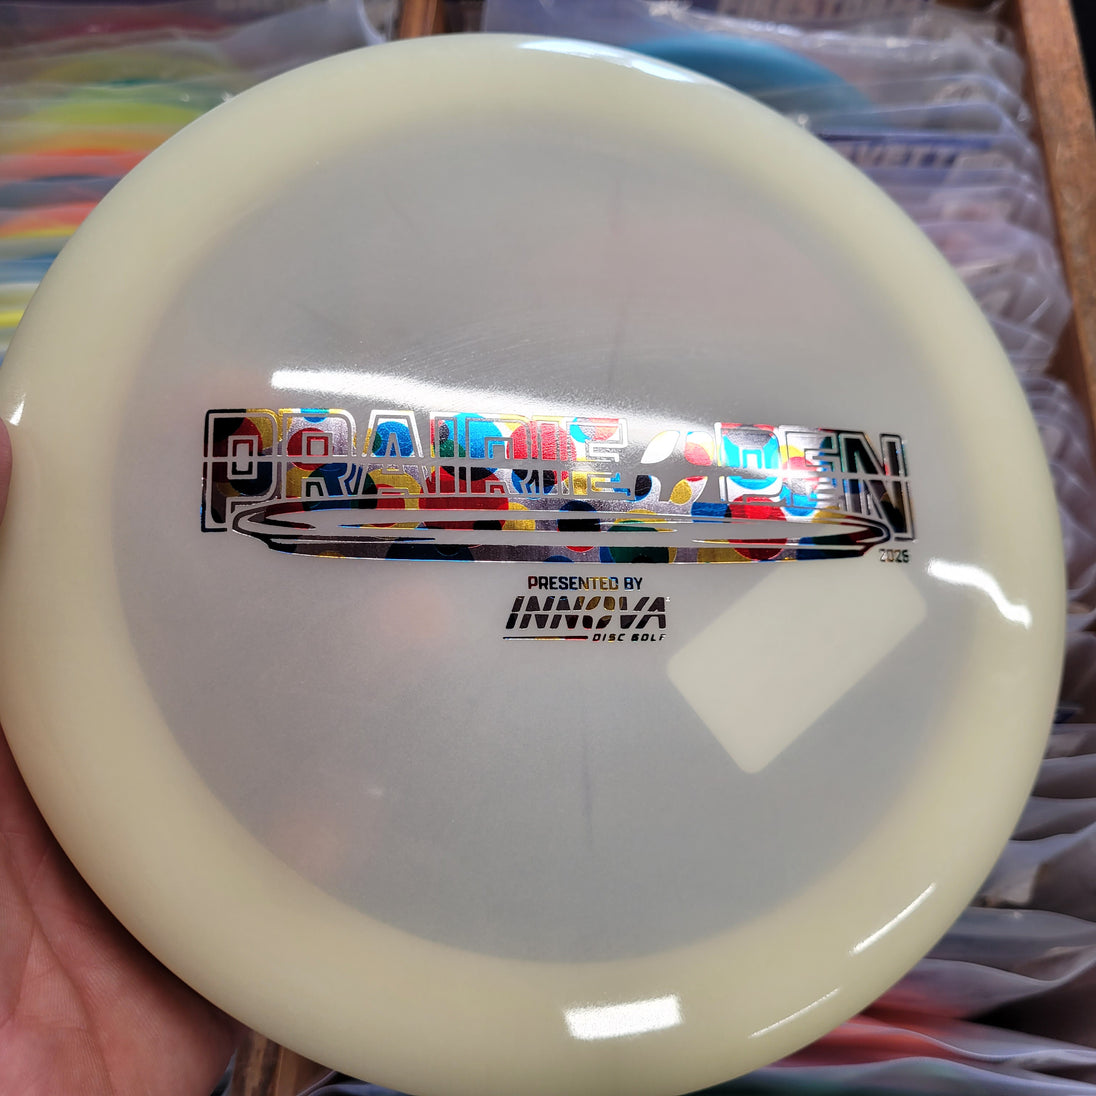 PRAIRIE OPEN
2026
PRESENTED BY
INNOVA
DISC GOLF